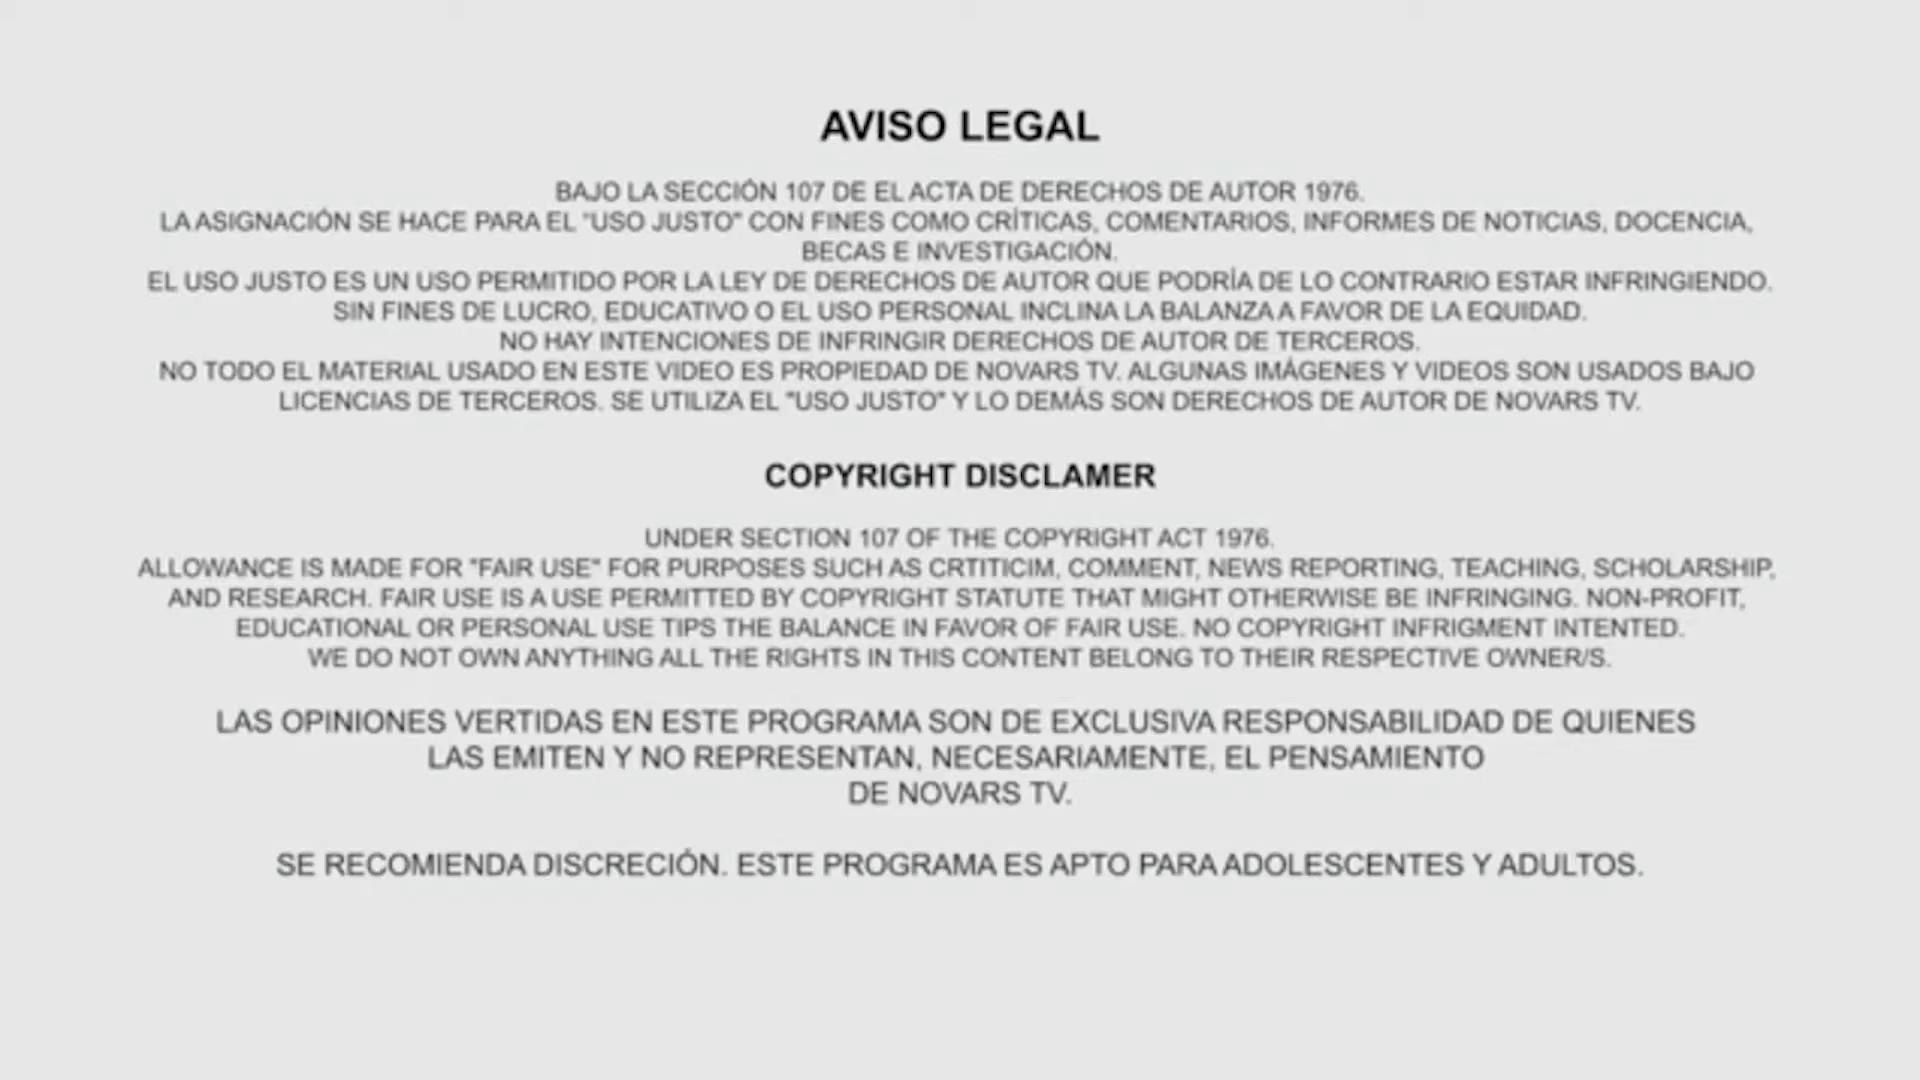 AVISO LEGAL
BAJO LA SECCIÓN 107 DE EL ACTA DE DERECHOS DE AUTOR 1976.
LA ASIGNACIÓN SE HACE PARA EL "USO JUSTO" CON FINES COMO CRÍTICAS, COMENTARIOS, INFORMES DE NOTICIAS, DOCENCIA,
BECAS E INVESTIGACIÓN.
EL USO JUSTO ES UN USO PERMITIDO POR LA LEY DE DERECHOS DE AUTOR QUE PODRÍA DE LO CONTRARIO ESTAR INFRINGIENDO.
SIN FINES DE LUCRO, EDUCATIVO O EL USO PERSONAL INCLINA LA BALANZA A FAVOR DE LA EQUIDAD.
NO HAY INTENCIONES DE INFRINGIR DERECHOS DE AUTOR DE TERCEROS.
NO TODO EL MATERIAL USADO EN ESTE VIDEO ES PROPIEDAD DE NOVARS TV. ALGUNAS IMÁGENES Y VIDEOS SON USADOS BAJO
LICENCIAS DE TERCEROS. SE UTILIZA EL "USO JUSTO" Y LO DEMÁS SON DERECHOS DE AUTOR DE NOVARS TV.
COPYRIGHT DISCLAMER
UNDER SECTION 107 OF THE COPYRIGHT ACT 1976.
ALLOWANCE IS MADE FOR "FAIR USE" FOR PURPOSES SUCH AS CRTITICIM, COMMENT, NEWS REPORTING, TEACHING, SCHOLARSHIP,
AND RESEARCH. FAIR USE IS A USE PERMITTED BY COPYRIGHT STATUTE THAT MIGHT OTHERWISE BE INFRINGING. NON-PROFIT,
EDUCATIONAL OR PERSONAL USE TIPS THE BALANCE IN FAVOR OF FAIR USE. NO COPYRIGHT INFRIGMENT INTENTED.
WE DO NOT OWN ANYTHING ALL THE RIGHTS IN THIS CONTENT BELONG TO THEIR RESPECTIVE OWNER/S.
LAS OPINIONES VERTIDAS EN ESTE PROGRAMA SON DE EXCLUSIVA RESPONSABILIDAD DE QUIENES
LAS EMITEN Y NO REPRESENTAN, NECESARIAMENTE, EL PENSAMIENTO
DE NOVARS TV.
SE RECOMIENDA DISCRECIÓN. ESTE PROGRAMA ES APTO PARA ADOLESCENTES Y ADULTOS.